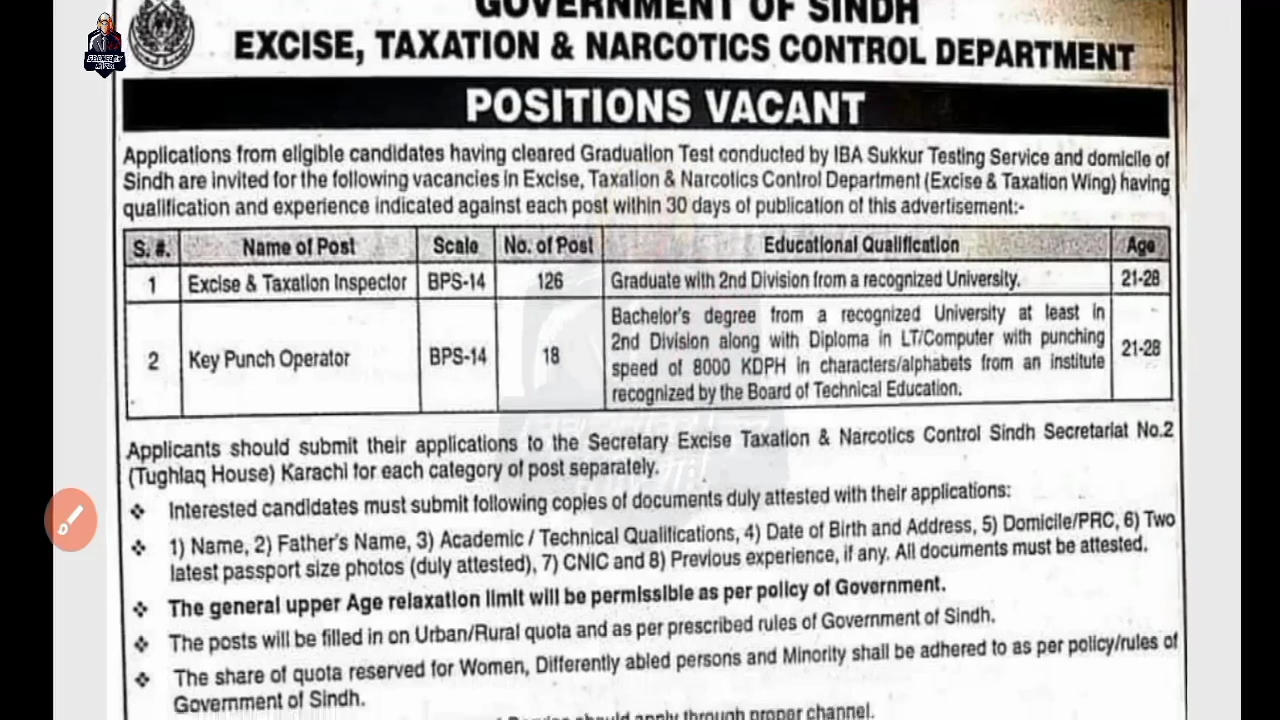 GOVERNMENT OF SINDH
EXCISE, TAXATION & NARCOTICS CONTROL DEPARTMENT
POSITIONS VACANT
Applications from eligible candidates having cleared Graduation Test conducted by IBA Sukkur Testing Service and domicile of
Sindh are invited for the following vacancies in Excise, Taxation & Narcotics Control Department (Excise & Taxation Wing) having
qualification and experience indicated against each post within 30 days of publication of this advertisement:-
S. #. Name of Post Scale No. of Post Educational Qualification Age
1 Excise & Taxation Inspector BPS-14 126 Graduate with 2nd Division from a recognized University. 21-28
2 Key Punch Operator BPS-14 18 Bachelor's degree from a recognized University at least in
2nd Division along with Diploma in I.T/Computer with punching
speed of 8000 KDPH in characters/alphabets from an institute
recognized by the Board of Technical Education. 21-28
Applicants should submit their applications to the Secretary Excise Taxation & Narcotics Control Sindh Secretariat No.2
(Tughlaq House) Karachi for each category of post separately.
❖ Interested candidates must submit following copies of documents duly attested with their applications:
❖ 1) Name, 2) Father's Name, 3) Academic / Technical Qualifications, 4) Date of Birth and Address, 5) Domicile/PRC, 6) Two
latest passport size photos (duly attested), 7) CNIC and 8) Previous experience, if any. All documents must be attested.
❖ The general upper Age relaxation limit will be permissible as per policy of Government.
❖ The posts will be filled in on Urban/Rural quota and as per prescribed rules of Government of Sindh.
❖ The share of quota reserved for Women, Differently abled persons and Minority shall be adhered to as per policy/rules of
Government of Sindh.
Service should apply through proper channel.